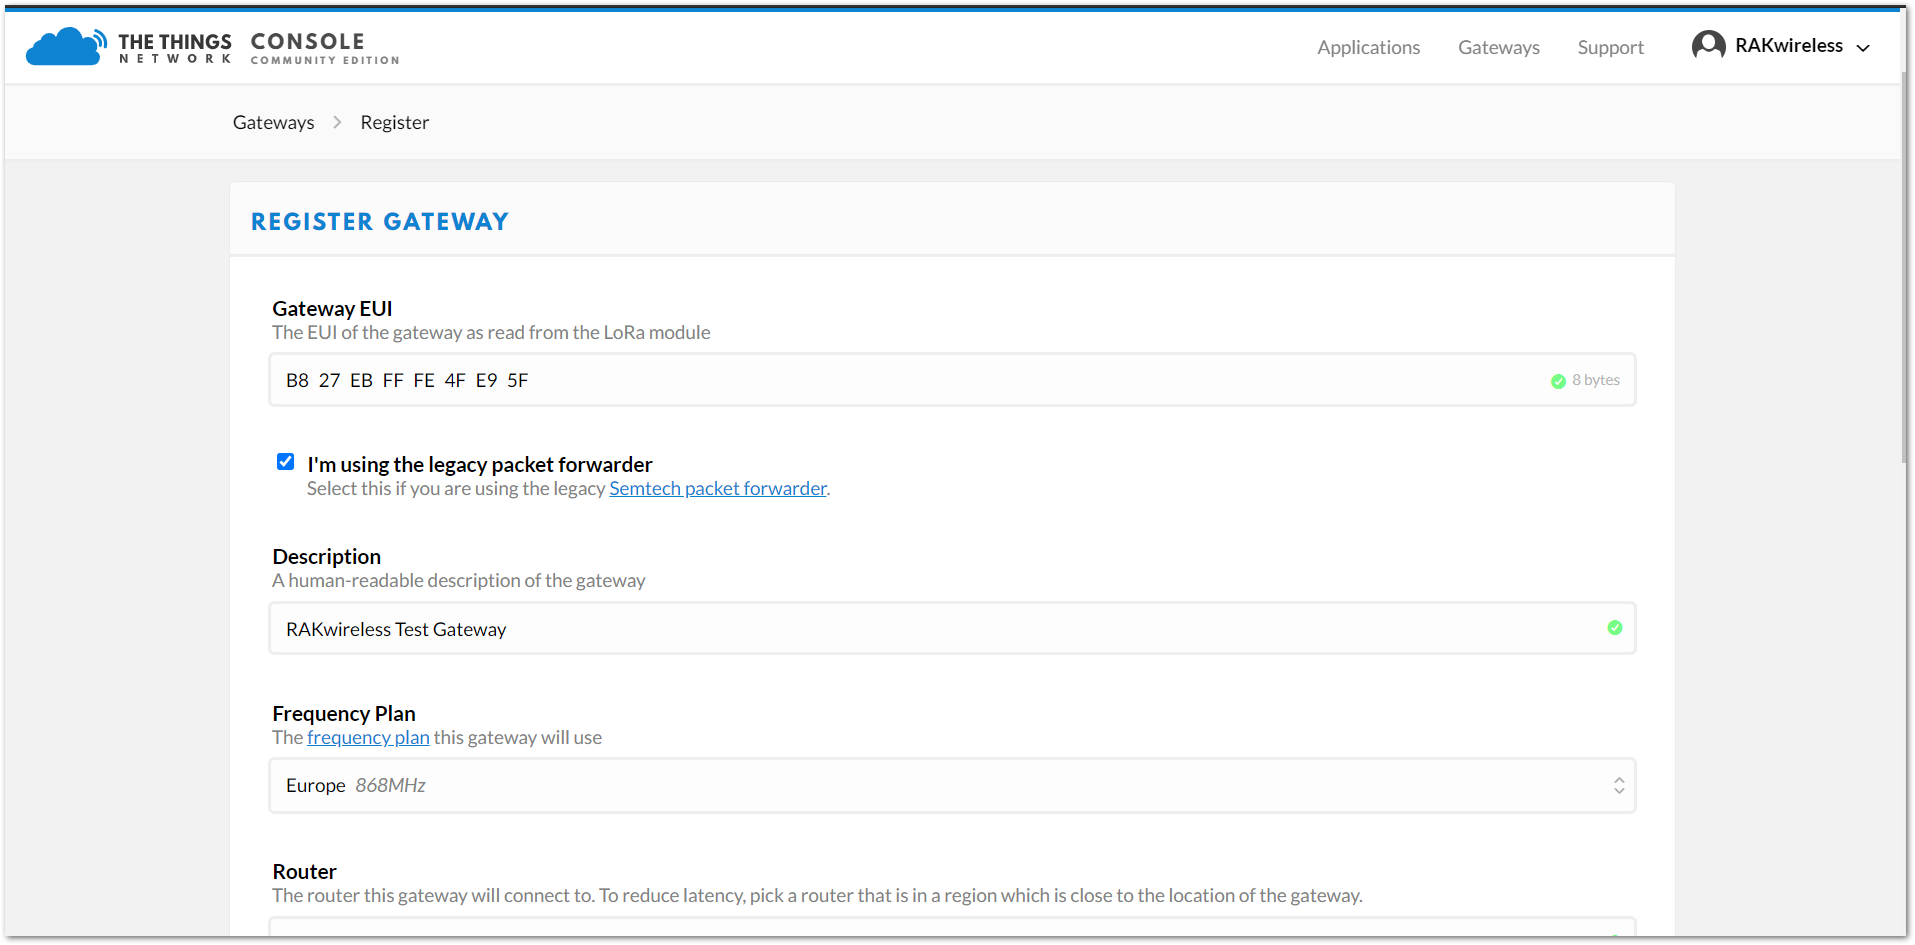 THE THINGS NETWORK CONSOLE COMMUNITY EDITION
Applications Gateways Support RAKwireless
Gateways Register
REGISTER GATEWAY
Gateway EUI
The EUI of the gateway as read from the LoRa module
B8 27 EB FF FE 4F E9 5F 8 bytes
I'm using the legacy packet forwarder
Select this if you are using the legacy Semtech packet forwarder.
Description
A human-readable description of the gateway
RAKwireless Test Gateway
Frequency Plan
The frequency plan this gateway will use
Europe 868MHz
Router
The router this gateway will connect to. To reduce latency, pick a router that is in a region which is close to the location of the gateway.